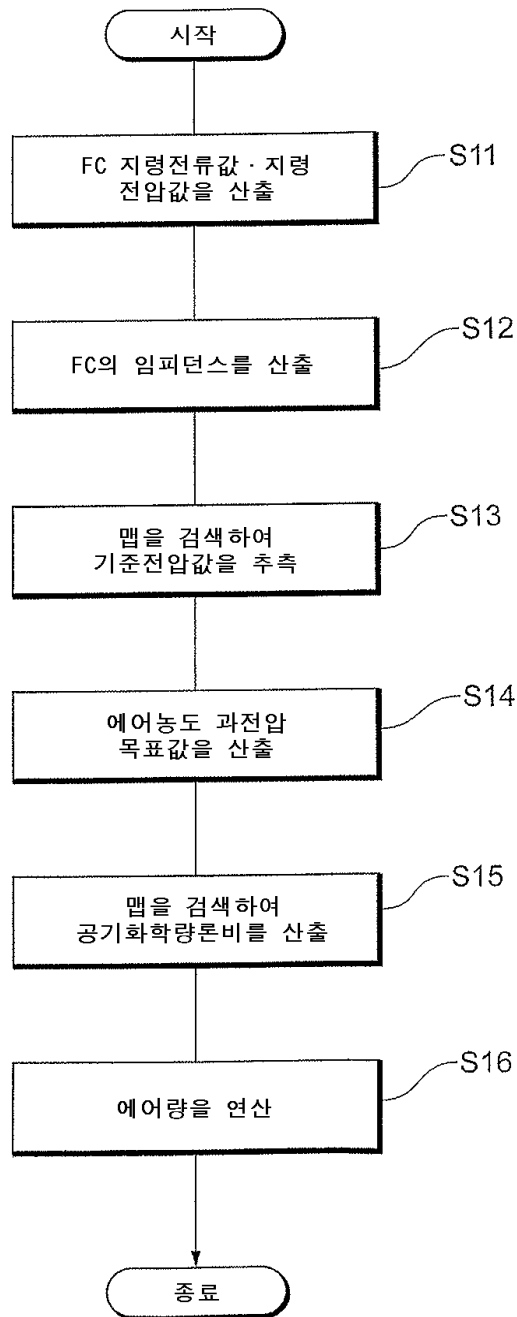 시작
FC 지령전류값·지령
전압값을 산출
S11
FC의 임피던스를 산출
S12
맵을 검색하여
기준전압값을 추측
S13
에어농도 과전압
목표값을 산출
S14
맵을 검색하여
공기화학량론비를 산출
S15
에어량을 연산
S16
종료